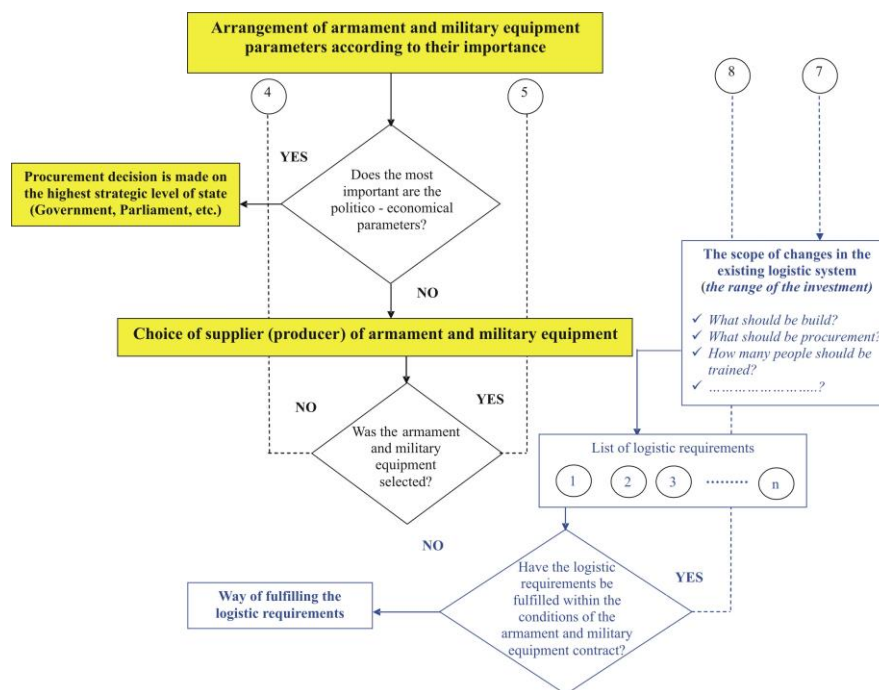 Arrangement of armament and military equipment
parameters according to their importance
4
5
8
7
YES
Does the most
important are the
politico - economical
parameters?
Procurement decision is made on
the highest strategic level of state
(Government, Parliament, etc.)
NO
The scope of changes in the
existing logistic system
(the range of the investment)
✓ What should be build?
✓ What should be procurement?
✓ How many people should be
trained?
✓ ……………………..?
Choice of supplier (producer) of armament and military equipment
NO
YES
Was the armament
and military
equipment
selected?
List of logistic requirements
1 2 3 ········· n
NO
YES
Have the logistic
requirements be
fulfilled within the
conditions of the
armament and military
equipment contract?
Way of fulfilling the
logistic requirements